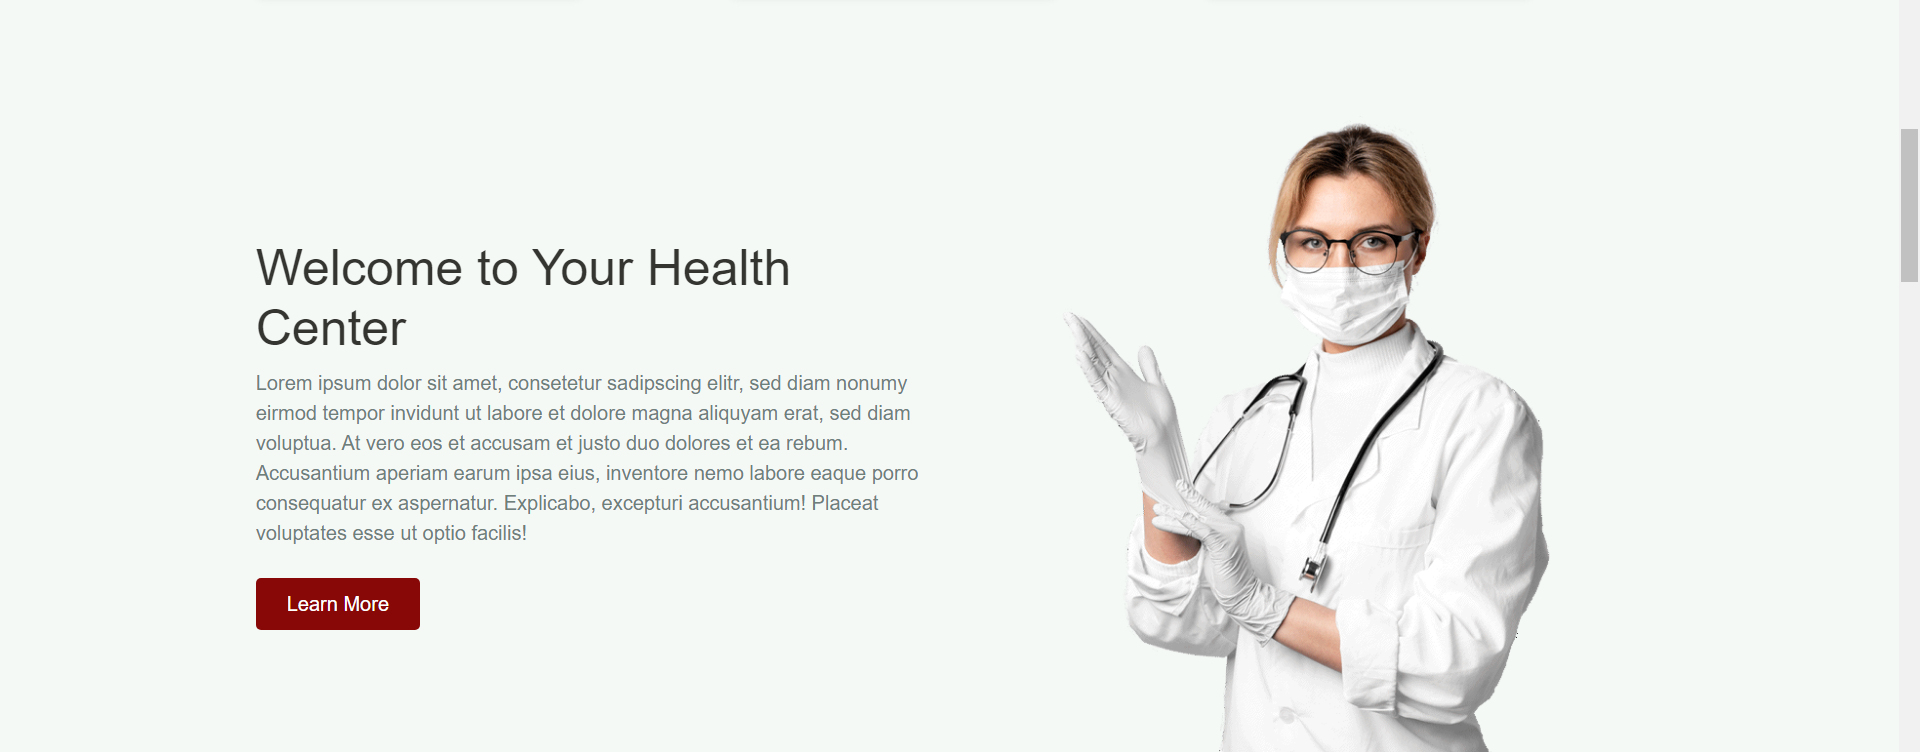 Welcome to Your Health
Center
Lorem ipsum dolor sit amet, consetetur sadipscing elitr, sed diam nonumy
eirmod tempor invidunt ut labore et dolore magna aliquyam erat, sed diam
voluptua. At vero eos et accusam et justo duo dolores et ea rebum.
Accusantium aperiam earum ipsa eius, inventore nemo labore eaque porro
consequatur ex aspernatur. Explicabo, excepturi accusantium! Placeat
voluptates esse ut optio facilis!
Learn More